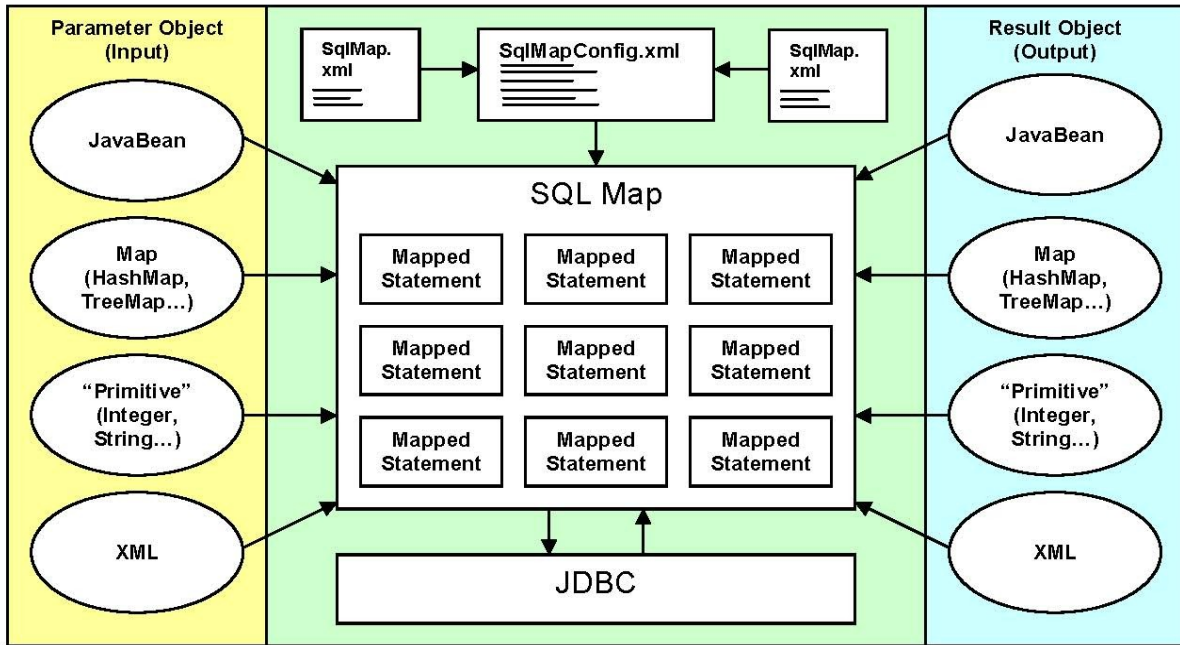 Parameter Object
(Input)
JavaBean
Map
(HashMap,
TreeMap…)
“Primitive”
(Integer,
String…)
XML
SqlMap.
xml
SqlMapConfig.xml
SqlMap.
xml
SQL Map
Mapped
Statement
Mapped
Statement
Mapped
Statement
Mapped
Statement
Mapped
Statement
Mapped
Statement
Mapped
Statement
Mapped
Statement
Mapped
Statement
JDBC
Result Object
(Output)
JavaBean
Map
(HashMap,
TreeMap…)
“Primitive”
(Integer,
String…)
XML